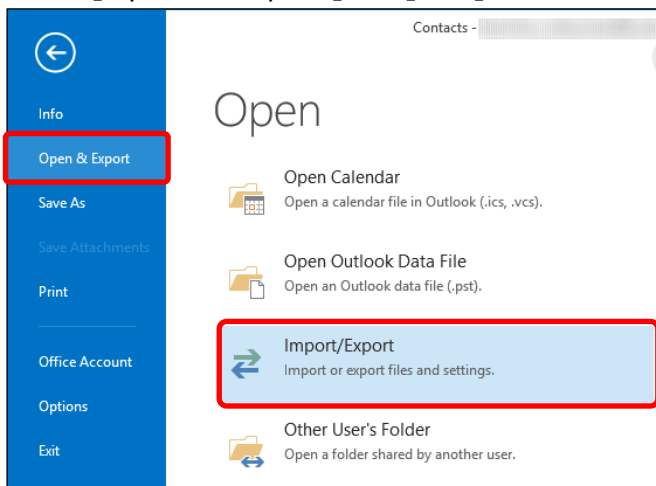 Contacts -
Info
Open & Export
Save As
Save Attachments
Print
Office Account
Options
Exit
Open
Open Calendar
Open a calendar file in Outlook (.ics, .vcs).
Open Outlook Data File
Open an Outlook data file (.pst).
Import/Export
Import or export files and settings.
Other User's Folder
Open a folder shared by another user.